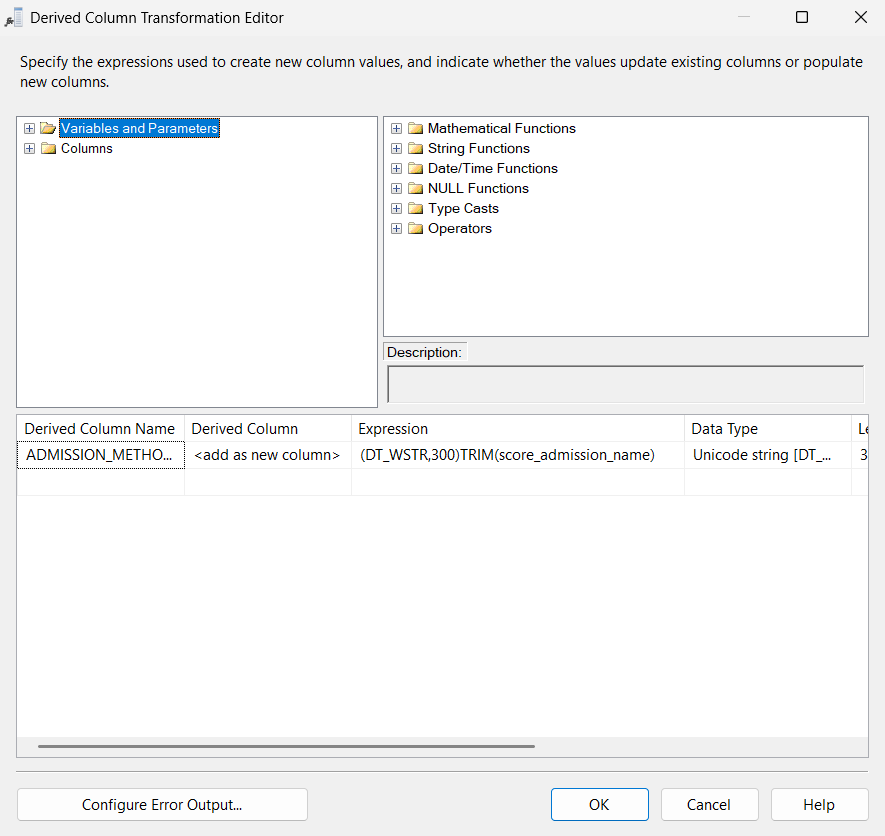 Derived Column Transformation Editor
Specify the expressions used to create new column values, and indicate whether the values update existing columns or populate
new columns.
Variables and Parameters
Columns
Mathematical Functions
String Functions
Date/Time Functions
NULL Functions
Type Casts
Operators
Description:
Derived Column Name Derived Column Expression Data Type Le
ADMISSION_METHO... <add as new column> (DT_WSTR,300)TRIM(score_admission_name) Unicode string [DT_... 3
Configure Error Output... OK Cancel Help